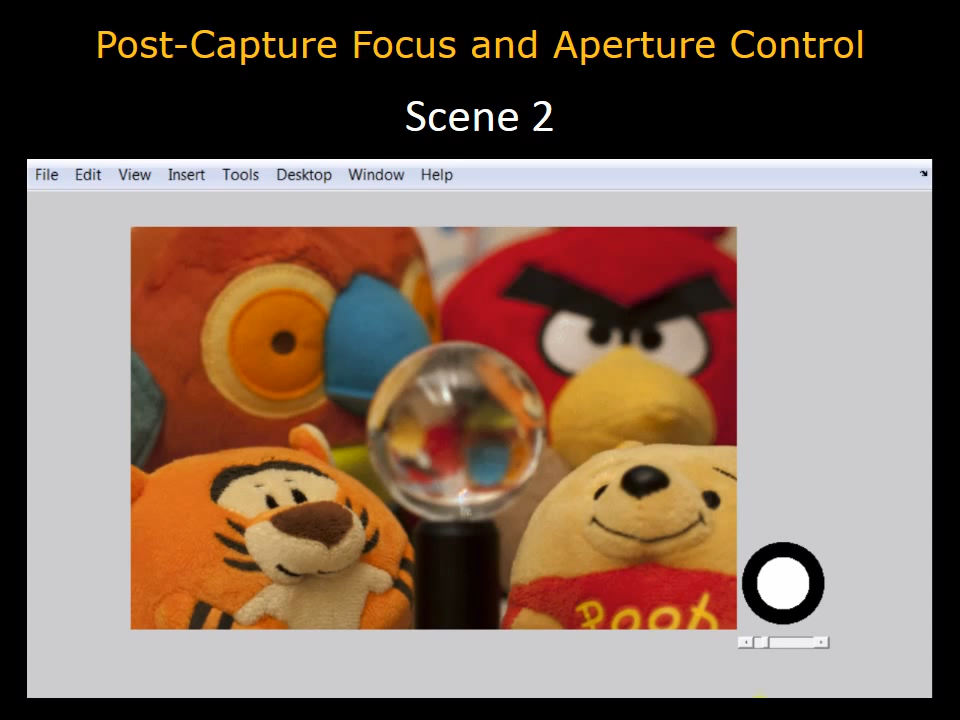 Post-Capture Focus and Aperture Control
Scene 2
File Edit View Insert Tools Desktop Window Help
Pooh